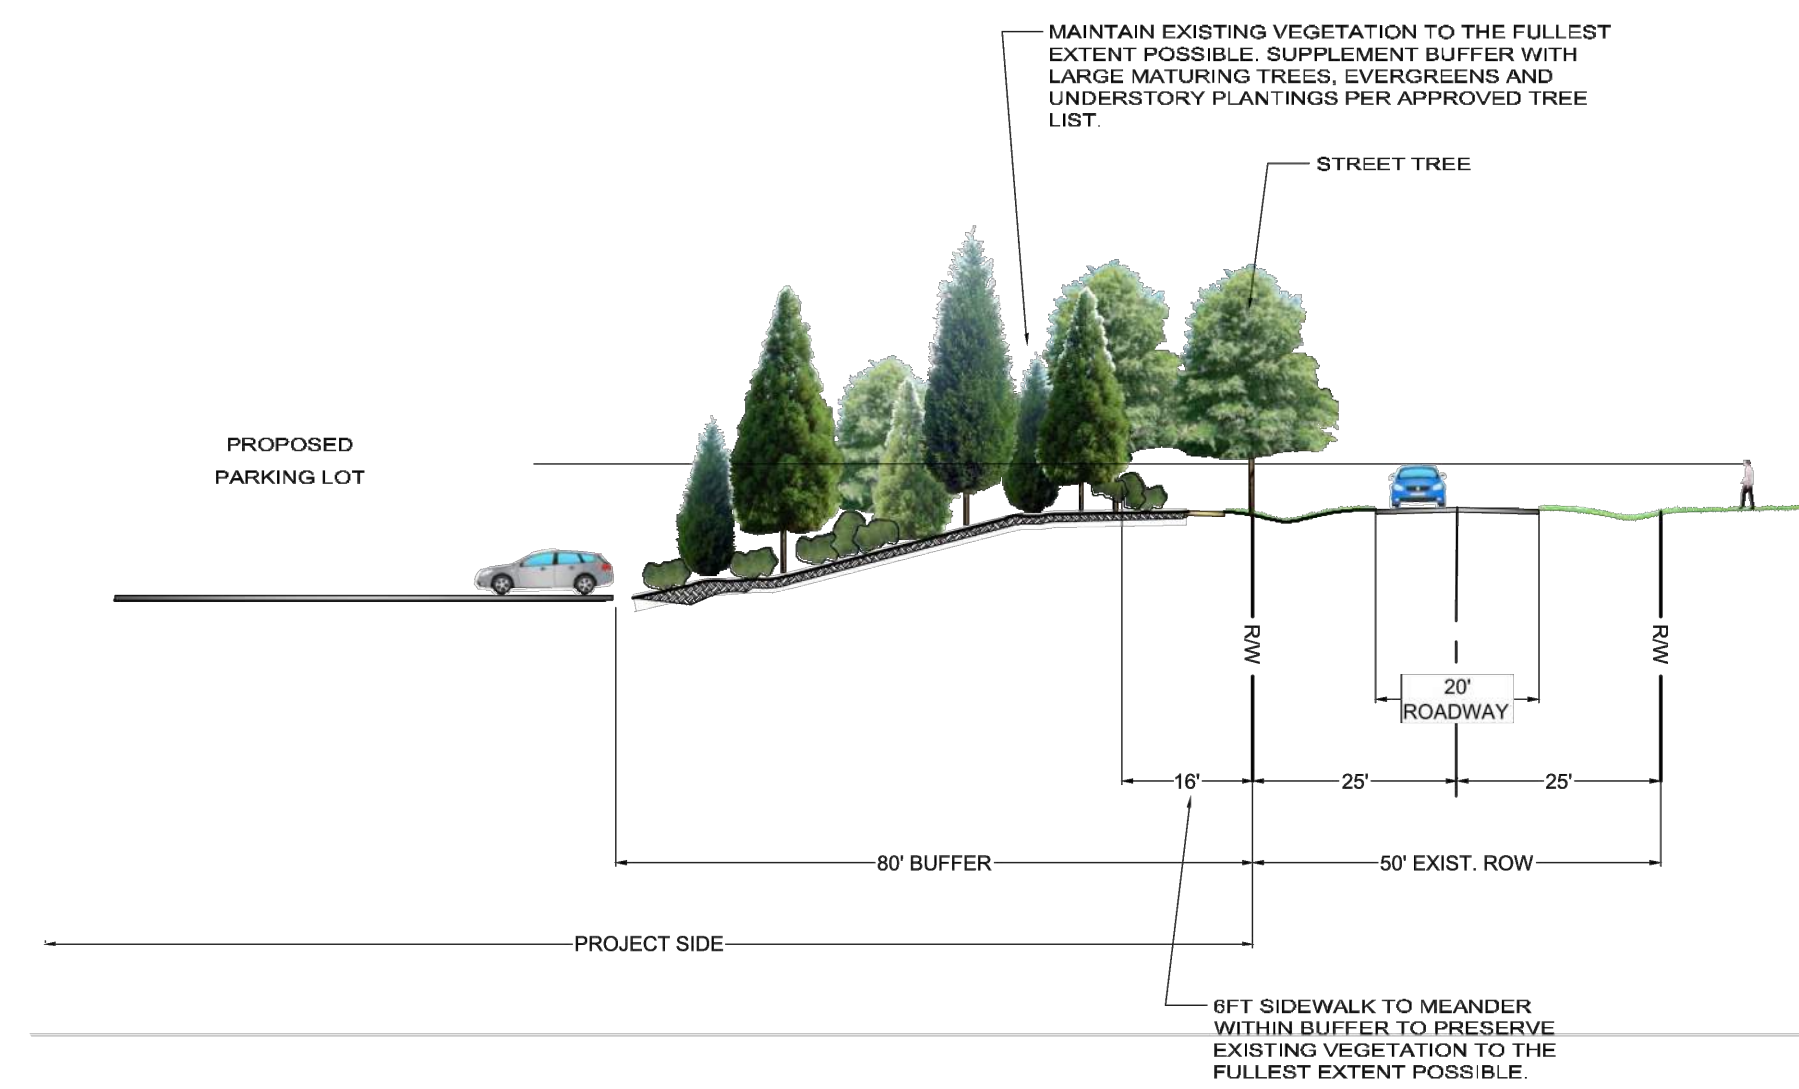 MAINTAIN EXISTING VEGETATION TO THE FULLEST
EXTENT POSSIBLE. SUPPLEMENT BUFFER WITH
LARGE MATURING TREES, EVERGREENS AND
UNDERSTORY PLANTINGS PER APPROVED TREE
LIST.
STREET TREE
PROPOSED
PARKING LOT
R/W
R/W
20'
ROADWAY
16'
25'
25'
80' BUFFER
50' EXIST. ROW
PROJECT SIDE
6FT SIDEWALK TO MEANDER
WITHIN BUFFER TO PRESERVE
EXISTING VEGETATION TO THE
FULLEST EXTENT POSSIBLE.